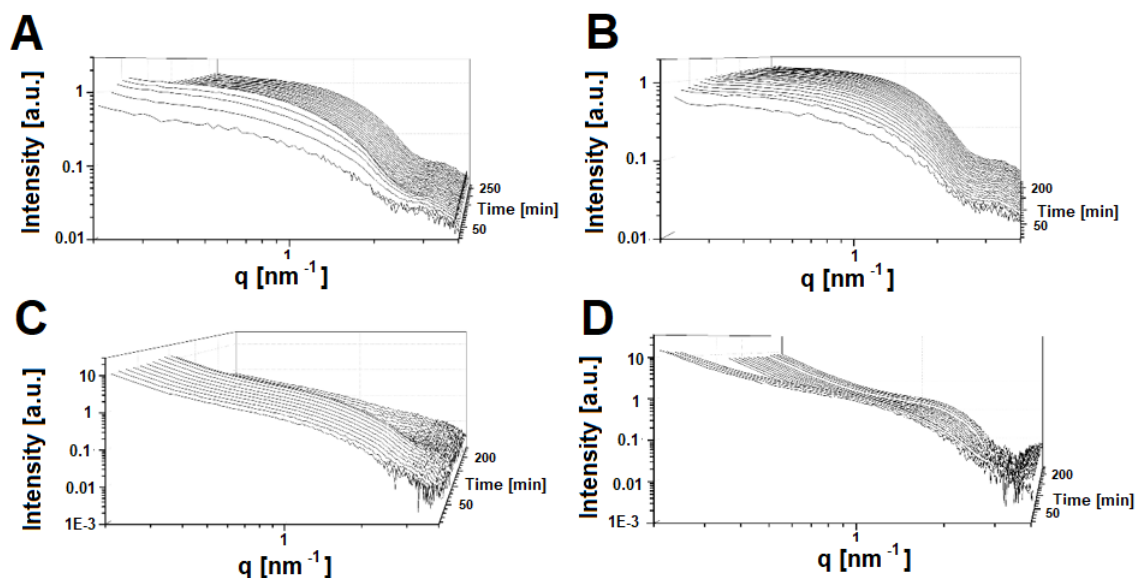 A
Intensity [a.u.]
1
0.1
0.01
1
q [nm⁻¹]
250
Time [min]
50
B
Intensity [a.u.]
1
0.1
0.01
1
q [nm⁻¹]
200
Time [min]
50
C
Intensity [a.u.]
10
1
0.1
0.01
1E-3
1
q [nm⁻¹]
200
Time [min]
50
D
Intensity [a.u.]
10
1
0.1
0.01
1E-3
1
q [nm⁻¹]
200
Time [min]
50